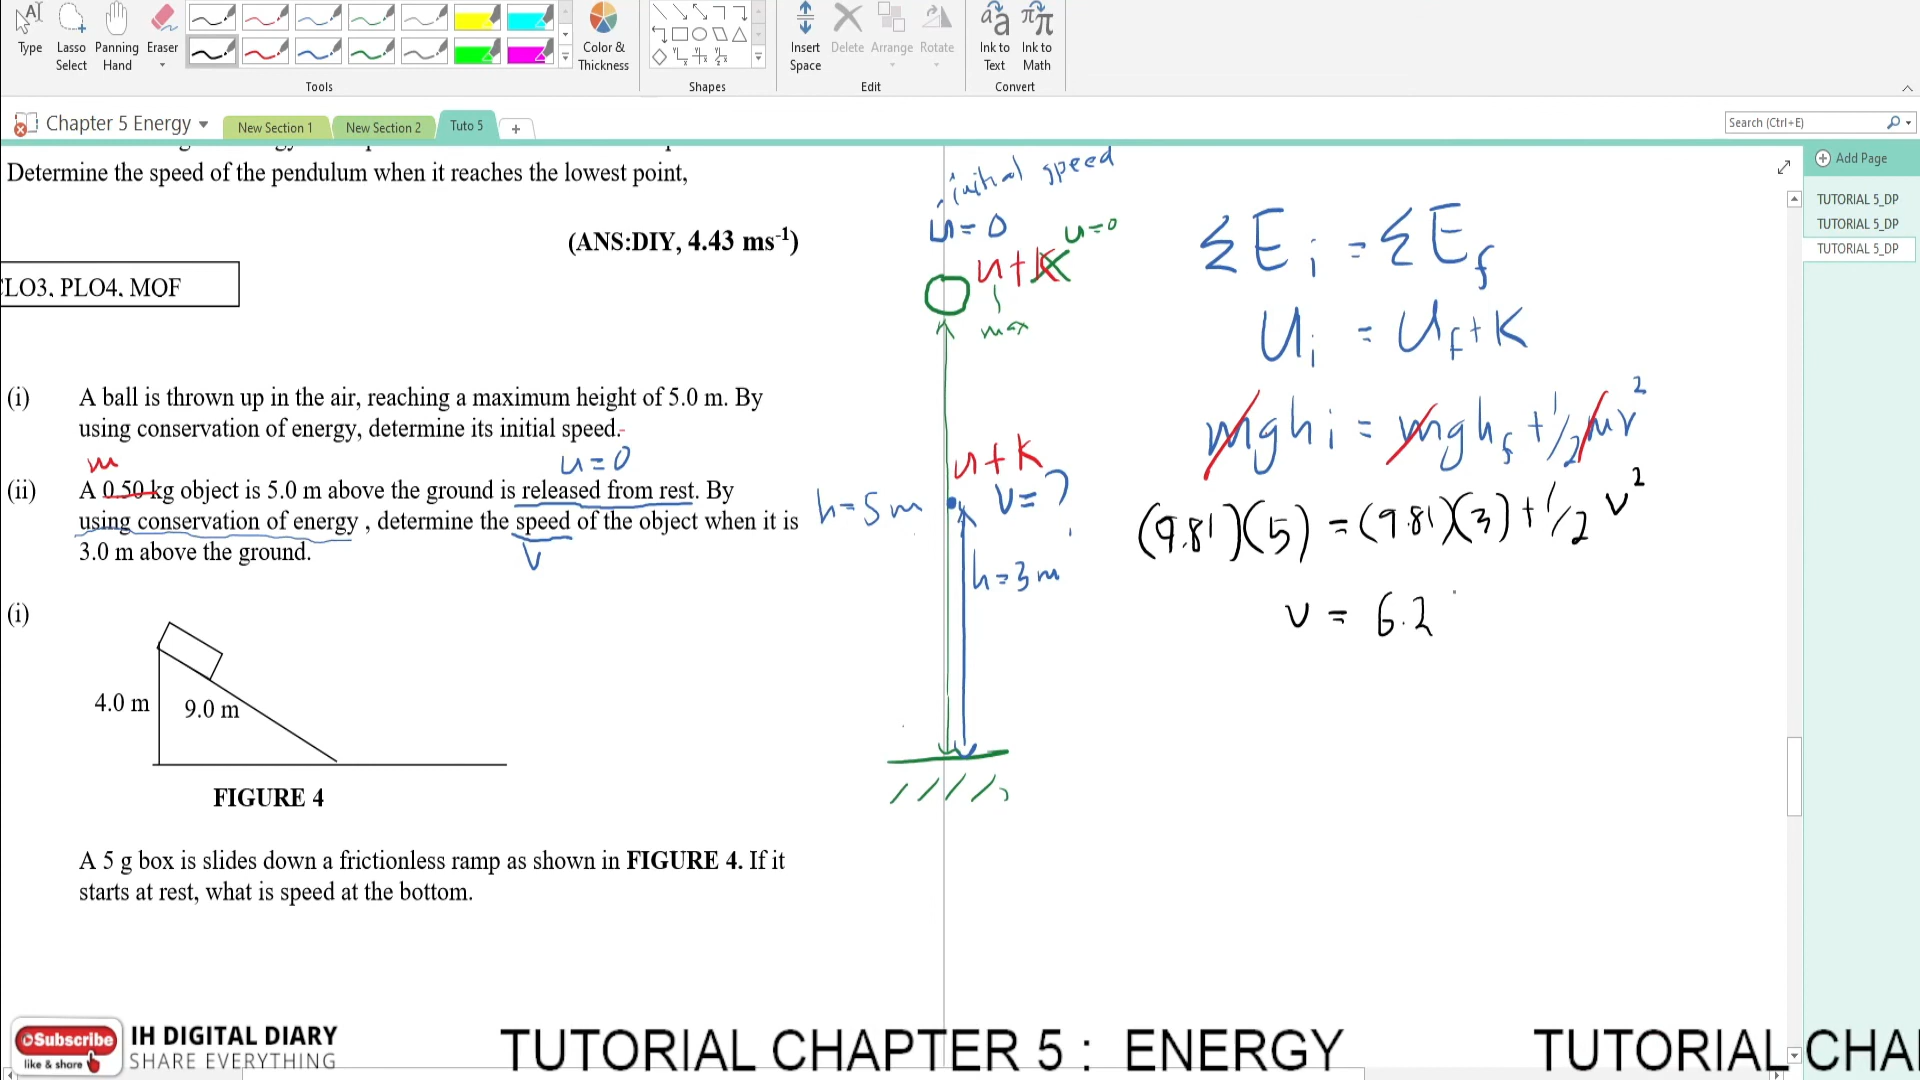 Type
Lasso Select
Panning Hand
Eraser
Color & Thickness
Insert Space
Delete
Arrange
Rotate
Ink to Text
Ink to Math
Tools
Shapes
Edit
Convert
Chapter 5 Energy
New Section 1
New Section 2
Tuto 5
Search (Ctrl+E)
Add Page
TUTORIAL 5_DP
TUTORIAL 5_DP
TUTORIAL 5_DP
Determine the speed of the pendulum when it reaches the lowest point,
(ANS:DIY, 4.43 ms⁻¹)
LO3, PLO4, MOF
(i) A ball is thrown up in the air, reaching a maximum height of 5.0 m. By
using conservation of energy, determine its initial speed.
m
u = 0
(ii) A 0.50 kg object is 5.0 m above the ground is released from rest. By
using conservation of energy , determine the speed of the object when it is
3.0 m above the ground.
v
(i)
4.0 m
9.0 m
FIGURE 4
A 5 g box is slides down a frictionless ramp as shown in FIGURE 4. If it
starts at rest, what is speed at the bottom.
initial speed
u = 0
u = 0
u + K
max
u + K
h = 5 m
v = ?
h = 3 m
ΣEi = ΣEf
Ui = Uf + K
mghi = mghf + 1/2 mv²
(9.81)(5) = (9.81)(3) + 1/2 v²
v = 6.2
Subscribe
like & share
IH DIGITAL DIARY
SHARE EVERYTHING
TUTORIAL CHAPTER 5 : ENERGY
TUTORIAL CHA